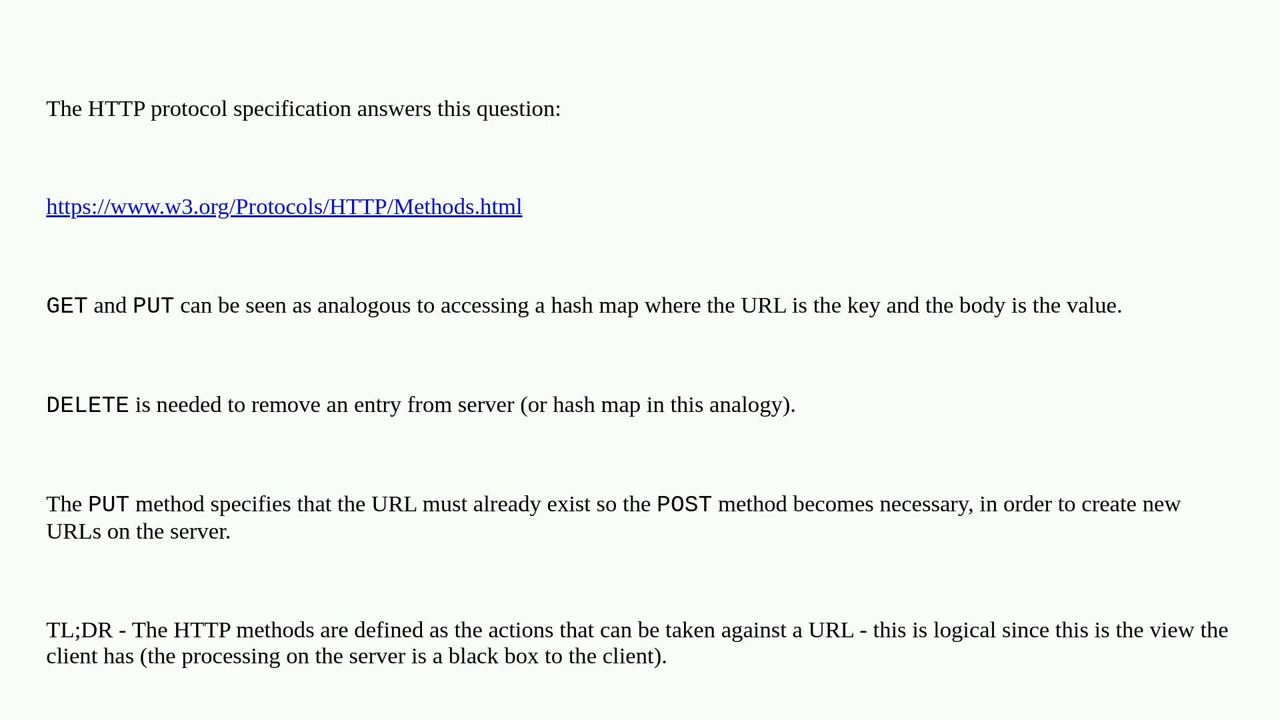 The HTTP protocol specification answers this question:
https://www.w3.org/Protocols/HTTP/Methods.html
GET and PUT can be seen as analogous to accessing a hash map where the URL is the key and the body is the value.
DELETE is needed to remove an entry from server (or hash map in this analogy).
The PUT method specifies that the URL must already exist so the POST method becomes necessary, in order to create new
URLs on the server.
TL;DR - The HTTP methods are defined as the actions that can be taken against a URL - this is logical since this is the view the
client has (the processing on the server is a black box to the client).